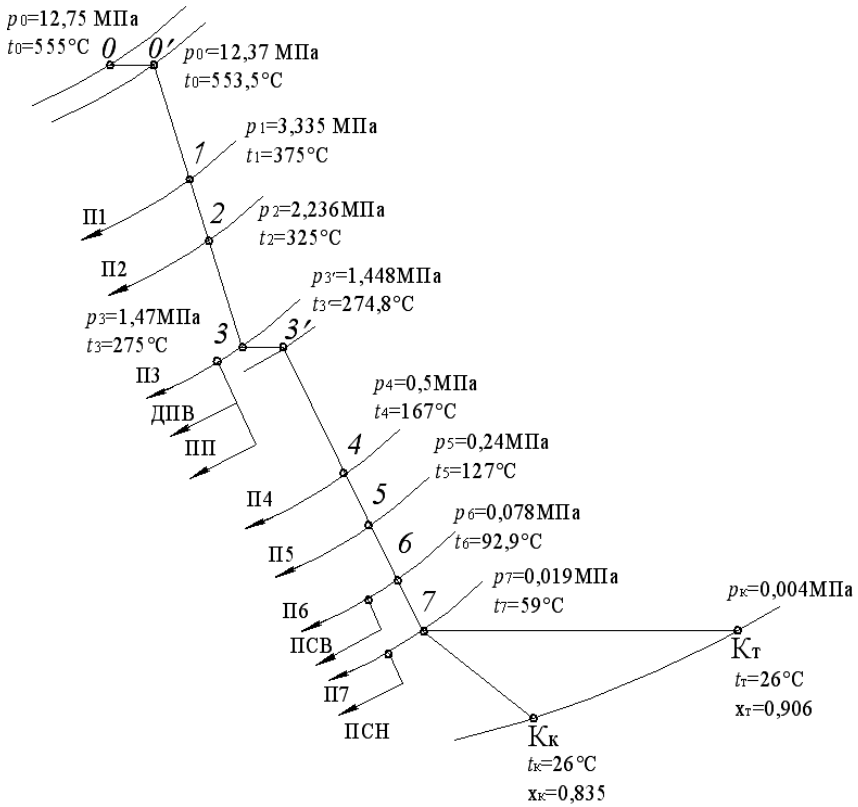 p0=12,75 МПа
t0=555°C
0
0'
p0'=12,37 МПа
t0=553,5°C
1
p1=3,335 МПа
t1=375°C
П1
2
p2=2,236МПа
t2=325°C
П2
p3'=1,448МПа
t3'=274,8°C
p3=1,47МПа
t3=275°C
3
3'
П3
ДПВ
ПП
p4=0,5МПа
t4=167°C
4
П4
p5=0,24МПа
t5=127°C
5
П5
p6=0,078МПа
t6=92,9°C
6
П6
ПСВ
p7=0,019МПа
t7=59°C
7
П7
ПСН
pк=0,004МПа
Кт
tт=26°C
xт=0,906
Кк
tк=26°C
xк=0,835